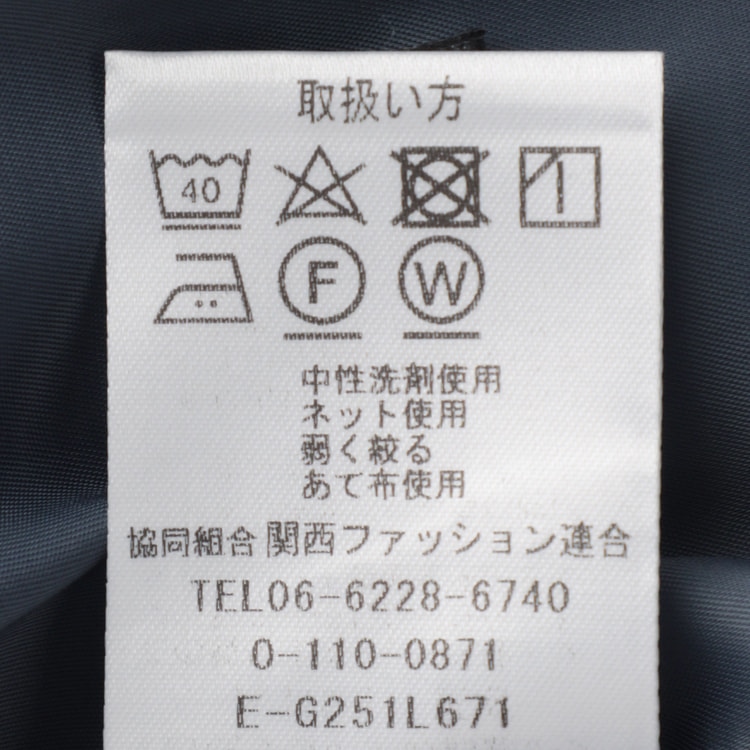 取扱い方
40
F W
中性洗剤使用
ネット使用
弱く絞る
あて布使用
協同組合 関西ファッション連合
TEL06-6228-6740
0-110-0871
E-G251L671